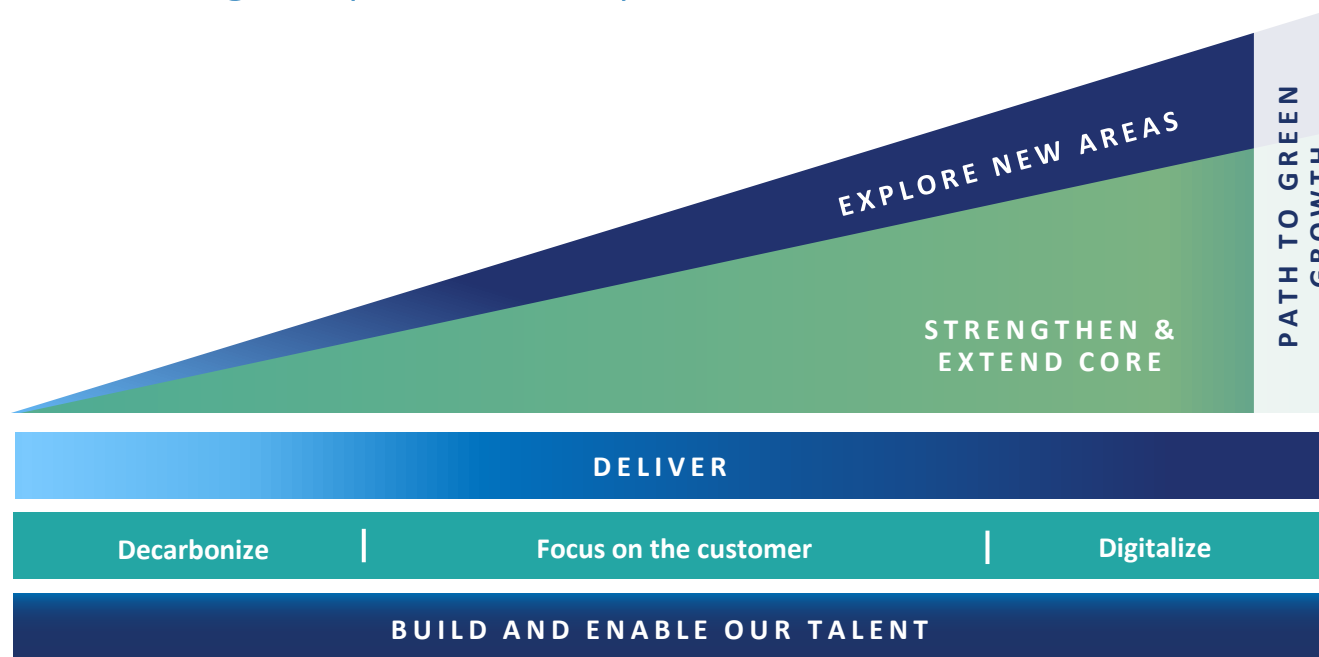 EXPLORE NEW AREAS
PATH TO GREEN
GROWTH
STRENGTHEN &
EXTEND CORE
DELIVER
Decarbonize | Focus on the customer | Digitalize
BUILD AND ENABLE OUR TALENT